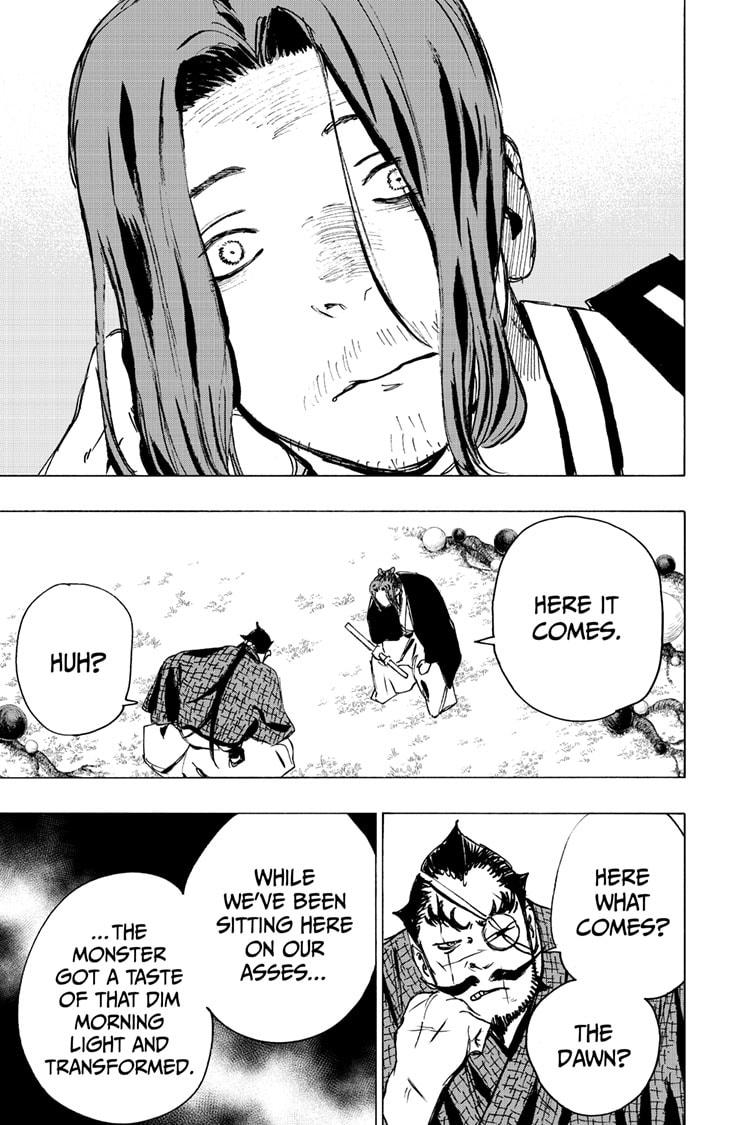 HERE IT
COMES.
HUH?
HERE
WHAT
COMES?
THE
DAWN?
WHILE
WE'VE BEEN
SITTING HERE
ON OUR
ASSES...
...THE
MONSTER
GOT A TASTE
OF THAT DIM
MORNING
LIGHT AND
TRANSFORMED.